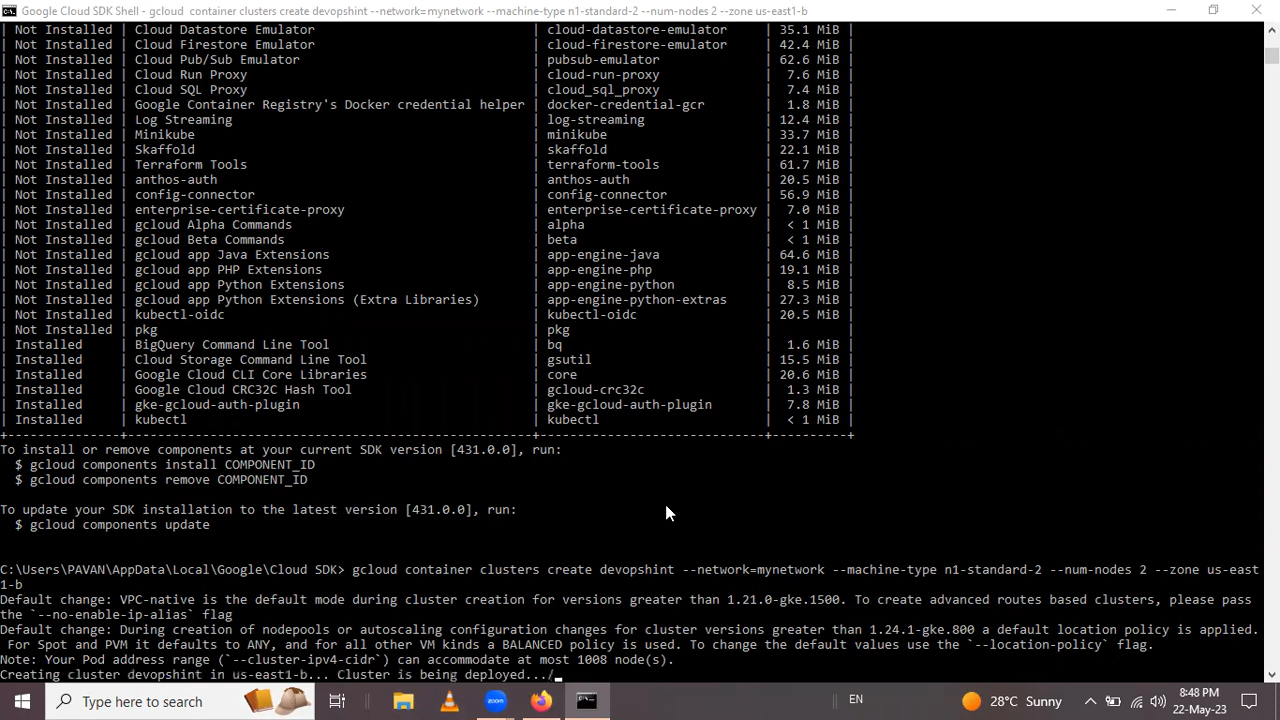 Google Cloud SDK Shell - gcloud  container clusters create devopshint --network=mynetwork --machine-type n1-standard-2 --num-nodes 2 --zone us-east1-b
| Not Installed | Cloud Datastore Emulator | cloud-datastore-emulator | 35.1 MiB |
| Not Installed | Cloud Firestore Emulator | cloud-firestore-emulator | 42.4 MiB |
| Not Installed | Cloud Pub/Sub Emulator | pubsub-emulator | 62.6 MiB |
| Not Installed | Cloud Run Proxy | cloud-run-proxy | 7.6 MiB |
| Not Installed | Cloud SQL Proxy | cloud_sql_proxy | 7.4 MiB |
| Not Installed | Google Container Registry's Docker credential helper | docker-credential-gcr | 1.8 MiB |
| Not Installed | Log Streaming | log-streaming | 12.4 MiB |
| Not Installed | Minikube | minikube | 33.7 MiB |
| Not Installed | Skaffold | skaffold | 22.1 MiB |
| Not Installed | Terraform Tools | terraform-tools | 61.7 MiB |
| Not Installed | anthos-auth | anthos-auth | 20.5 MiB |
| Not Installed | config-connector | config-connector | 56.9 MiB |
| Not Installed | enterprise-certificate-proxy | enterprise-certificate-proxy | 7.0 MiB |
| Not Installed | gcloud Alpha Commands | alpha | < 1 MiB |
| Not Installed | gcloud Beta Commands | beta | < 1 MiB |
| Not Installed | gcloud app Java Extensions | app-engine-java | 64.6 MiB |
| Not Installed | gcloud app PHP Extensions | app-engine-php | 19.1 MiB |
| Not Installed | gcloud app Python Extensions | app-engine-python | 8.5 MiB |
| Not Installed | gcloud app Python Extensions (Extra Libraries) | app-engine-python-extras | 27.3 MiB |
| Not Installed | kubectl-oidc | kubectl-oidc | 20.5 MiB |
| Not Installed | pkg | pkg | |
| Installed | BigQuery Command Line Tool | bq | 1.6 MiB |
| Installed | Cloud Storage Command Line Tool | gsutil | 15.5 MiB |
| Installed | Google Cloud CLI Core Libraries | core | 20.6 MiB |
| Installed | Google Cloud CRC32C Hash Tool | gcloud-crc32c | 1.3 MiB |
| Installed | gke-gcloud-auth-plugin | gke-gcloud-auth-plugin | 7.8 MiB |
| Installed | kubectl | kubectl | < 1 MiB |
To install or remove components at your current SDK version [431.0.0], run:
$ gcloud components install COMPONENT_ID
$ gcloud components remove COMPONENT_ID
To update your SDK installation to the latest version [431.0.0], run:
$ gcloud components update
C:\Users\PAVAN\AppData\Local\Google\Cloud SDK> gcloud container clusters create devopshint --network=mynetwork --machine-type n1-standard-2 --num-nodes 2 --zone us-east
1-b
Default change: VPC-native is the default mode during cluster creation for versions greater than 1.21.0-gke.1500. To create advanced routes based clusters, please pass
the `--no-enable-ip-alias` flag
Default change: During creation of nodepools or autoscaling configuration changes for cluster versions greater than 1.24.1-gke.800 a default location policy is applied.
For Spot and PVM it defaults to ANY, and for all other VM kinds a BALANCED policy is used. To change the default values use the `--location-policy` flag.
Note: Your Pod address range (`--cluster-ipv4-cidr`) can accommodate at most 1008 node(s).
Creating cluster devopshint in us-east1-b... Cluster is being deployed.../
Type here to search
zoom
EN
28°C Sunny
8:48 PM
22-May-23